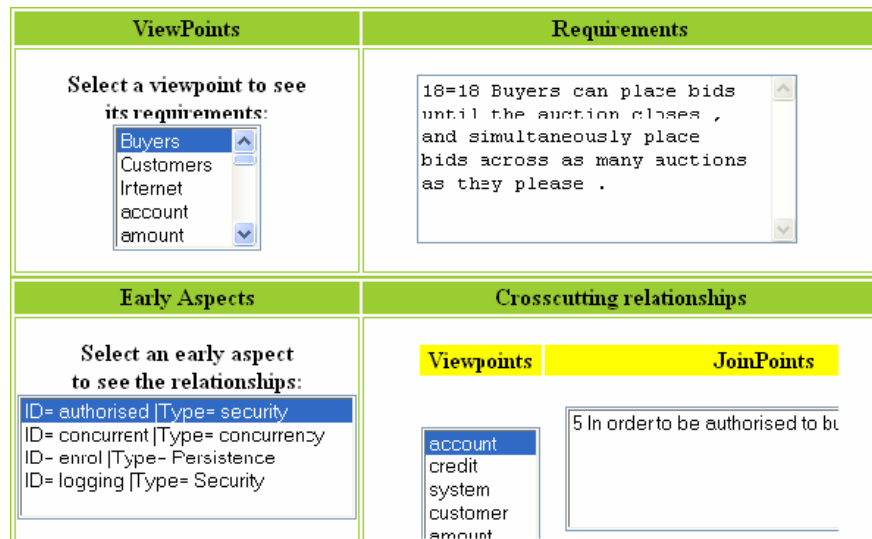 ViewPoints
Requirements
Select a viewpoint to see
its requirements:
Buyers
Customers
Internet
account
amount
18=18 Buyers can place bids
until the auction closes ,
and simultaneously place
bids across as many auctions
as they please .
Early Aspects
Crosscutting relationships
Select an early aspect
to see the relationships:
ID= authorised |Type= security
ID= concurrent |Type= concurrency
ID= enrol |Type= Persistence
ID= logging |Type= Security
Viewpoints
JoinPoints
account
credit
system
customer
amount
5 In order to be authorised to bu